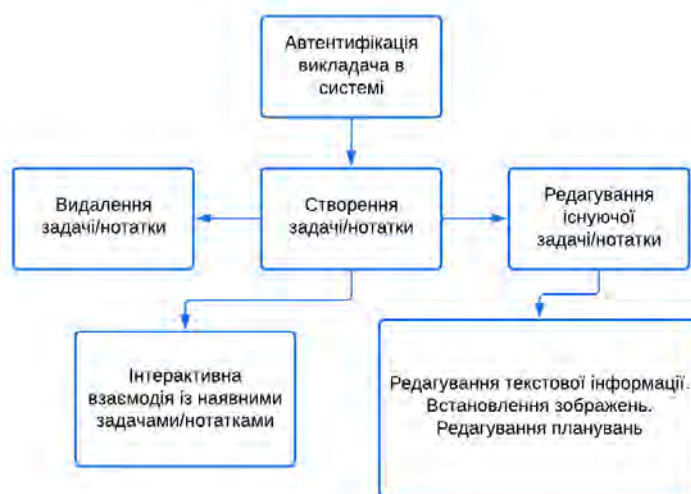 Автентифікація
викладача в
системі
Видалення
задачі/нотатки
Створення
задачі/нотатки
Редагування
існуючої
задачі/нотатки
Інтерактивна
взаємодія із наявними
задачами/нотатками
Редагування текстової інформації.
Встановлення зображень.
Редагування планувань